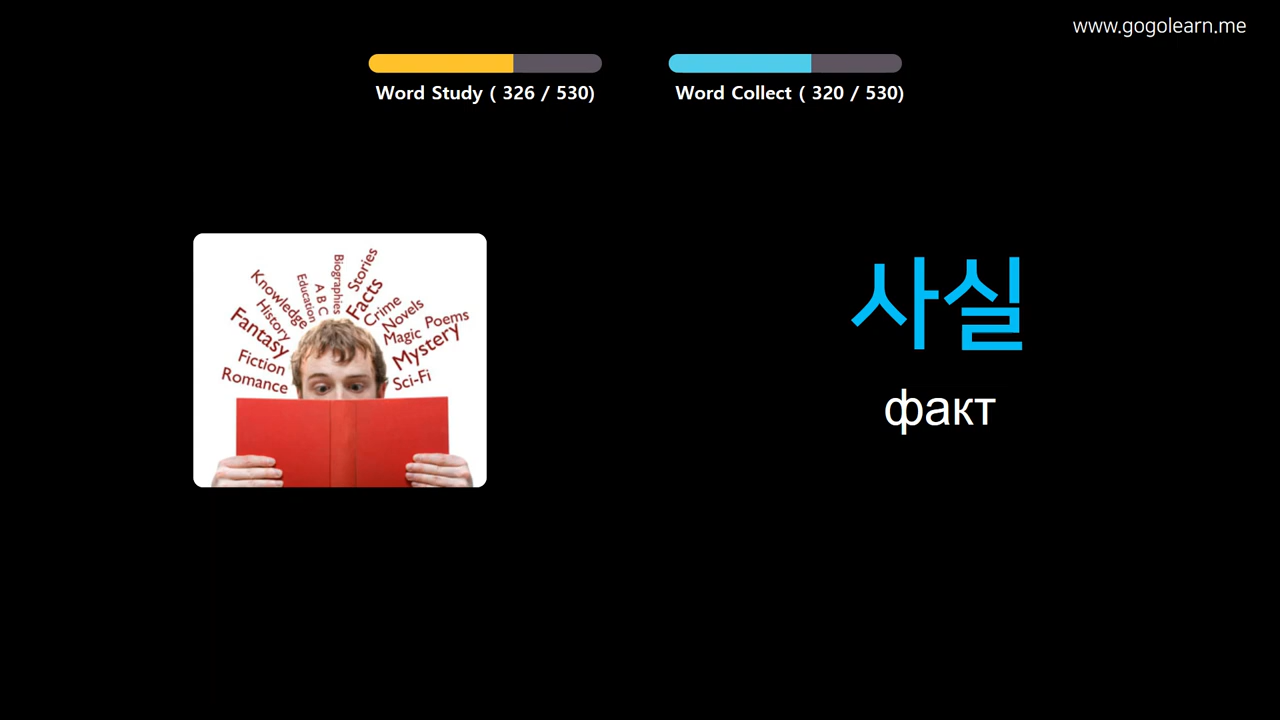 www.gogolearn.me
Word Study ( 326 / 530)
Word Collect ( 320 / 530)
Knowledge
History
Fantasy
Fiction
Romance
Education
A B C
Biographies
Stories
Facts
Crime
Novels
Magic
Poems
Mystery
Sci-Fi
사실
факт